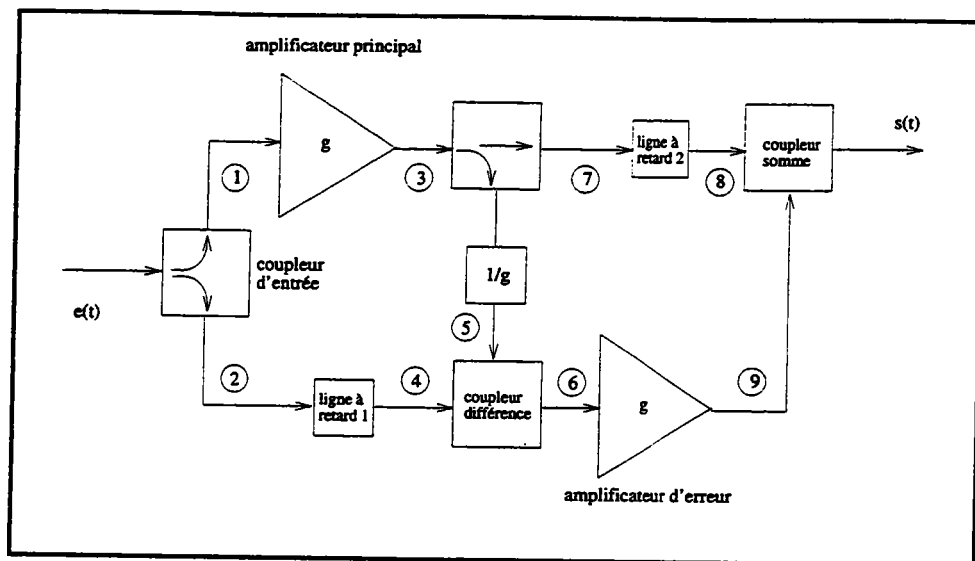 amplificateur principal
g
1
3
7
ligne à
retard 2
8
coupleur
somme
s(t)
coupleur
d'entrée
e(t)
1/g
5
2
ligne à
retard 1
4
coupleur
différence
6
g
9
amplificateur d'erreur